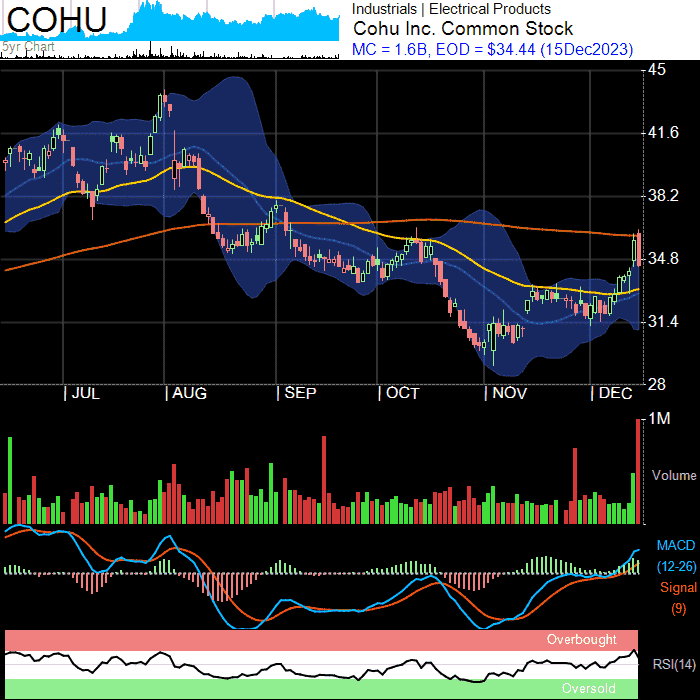 COHU
5yr Chart
Industrials | Electrical Products
Cohu Inc. Common Stock
MC = 1.6B, EOD = $34.44 (15Dec2023)
45
41.6
38.2
34.8
31.4
28
| JUL | AUG | SEP | OCT | NOV | DEC
1M
Volume
MACD
(12-26)
Signal
(9)
Overbought
RSI(14)
Oversold